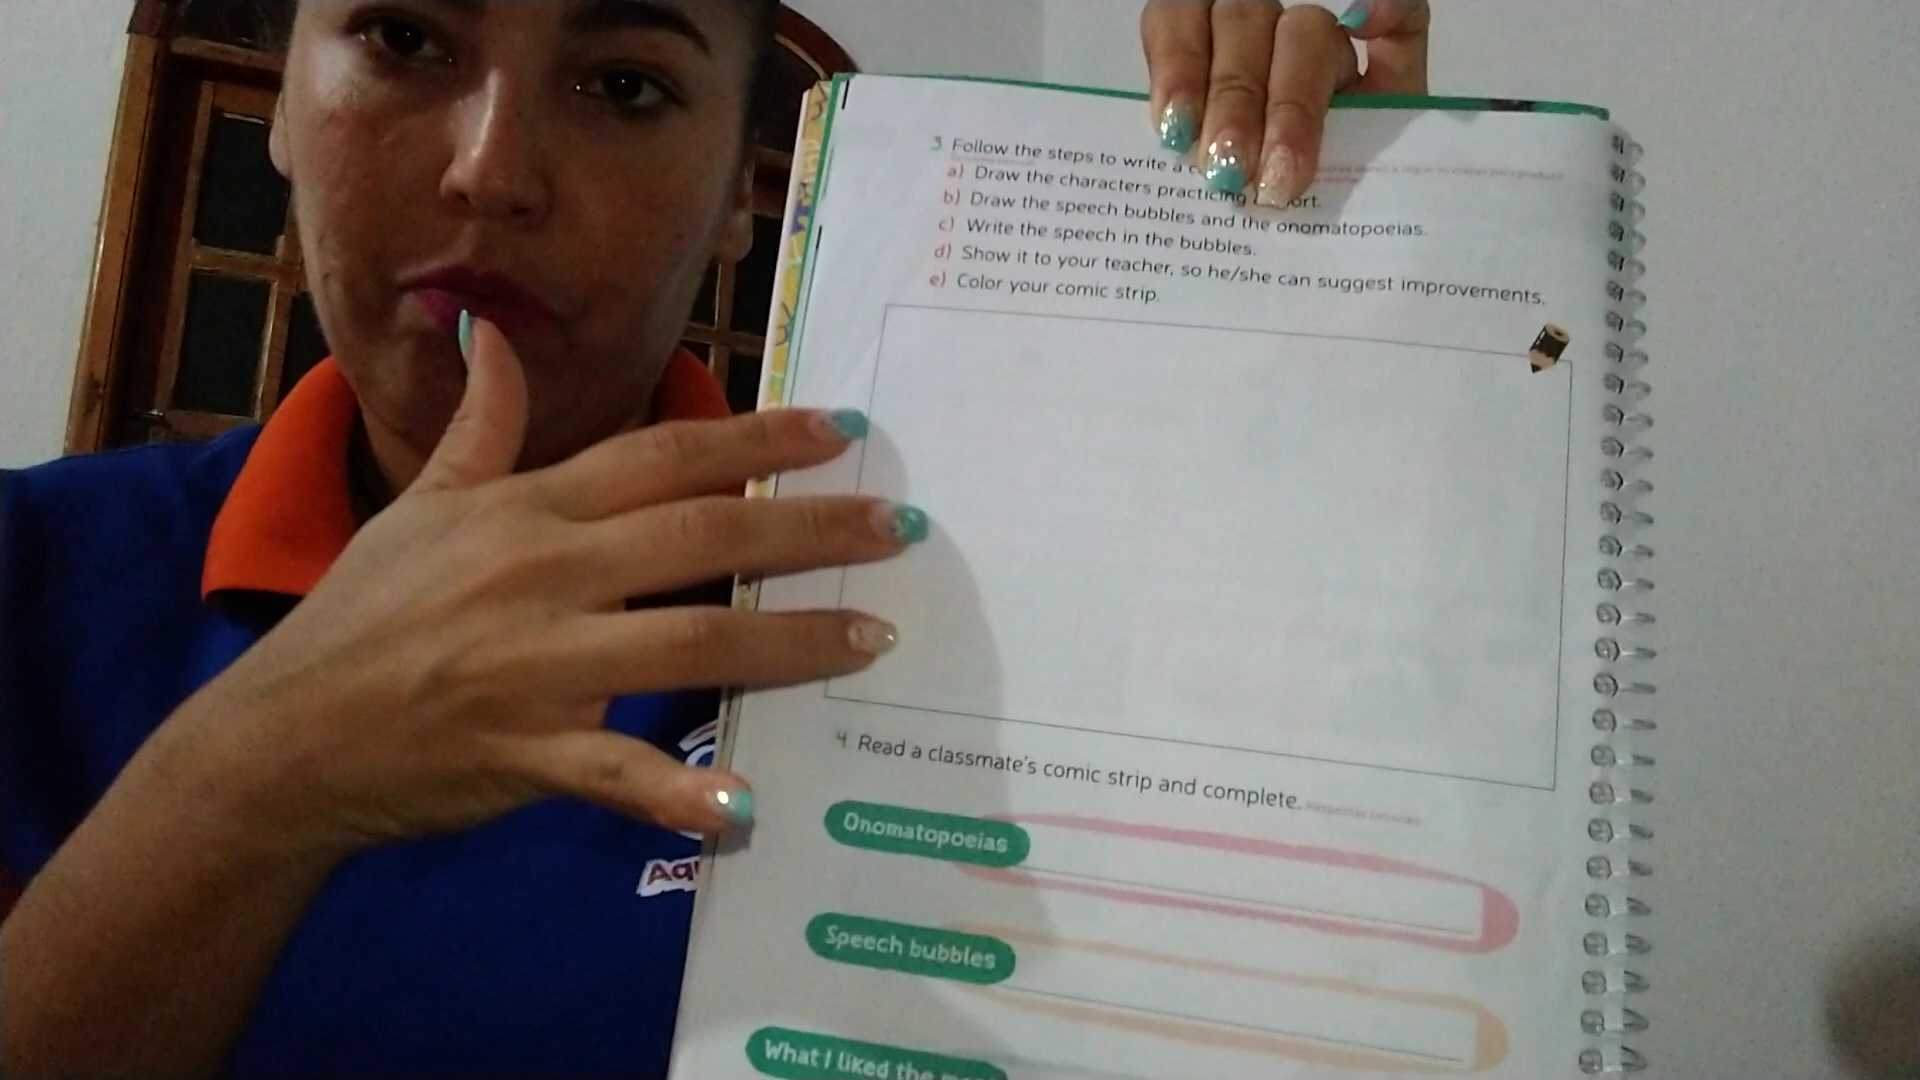 3. Follow the steps to write a
a) Draw the characters practicing
b) Draw the speech bubbles and the onomatopoeias.
c) Write the speech in the bubbles.
d) Show it to your teacher, so he/she can suggest improvements.
e) Color your comic strip.
4. Read a classmate's comic strip and complete.
Onomatopoeias
Speech bubbles
What I liked the